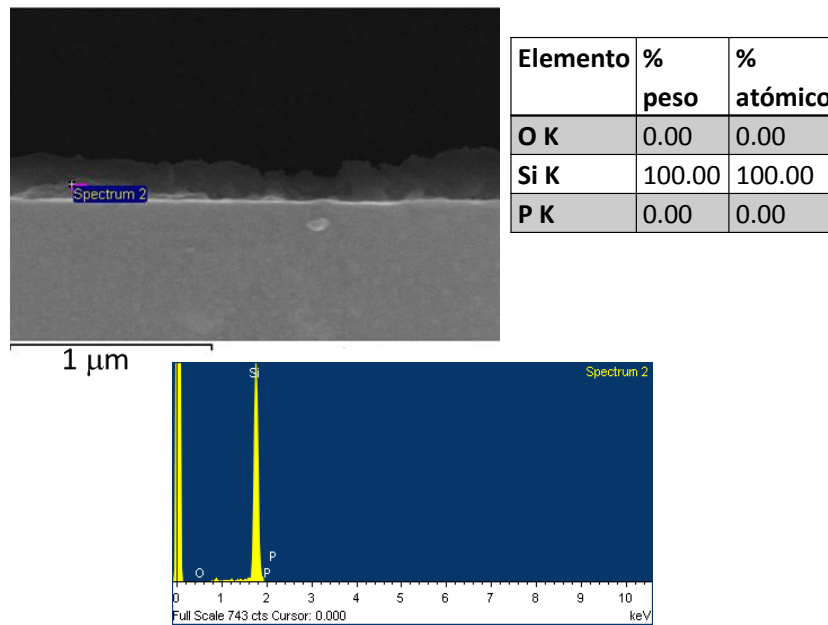 Elemento % peso % atómico
O K 0.00 0.00
Si K 100.00 100.00
P K 0.00 0.00
Spectrum 2
1 μm
Si Spectrum 2
P
O P
0 1 2 3 4 5 6 7 8 9 10
Full Scale 743 cts Cursor: 0.000 keV